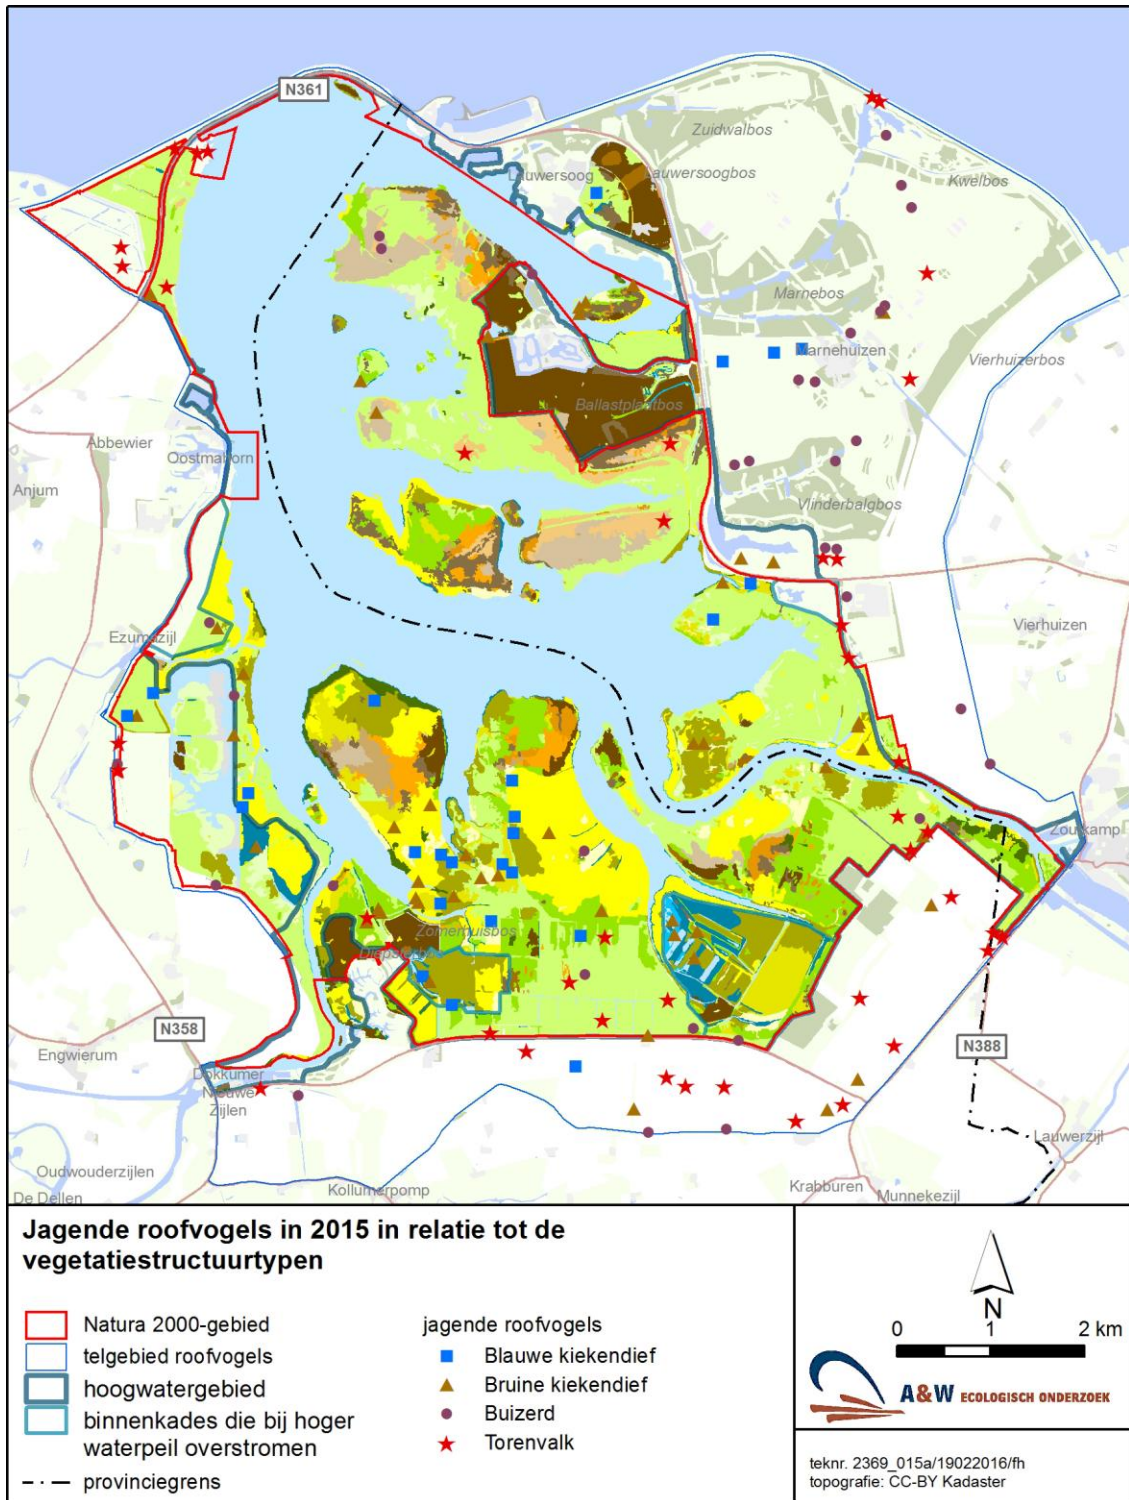 N361
Zuidwalbos
Lauwersoog
Lauwersoogbos
Kwelbos
Marnebos
Marnehuizen
Vierhuizerbos
Ballastplaatbos
Abbewier
Oostmahorn
Anjum
Vlinderbalgbos
Ezumazijl
Vierhuizen
Zoutkamp
Zomerhuisbos
Diepsterbos
N358
N388
Engwierum
Dokkumer
Nieuwe
Zijlen
Lauwerzijl
Oudwouderzijlen
De Dellen
Kollumerpomp
Krabburen
Munnekezijl
Jagende roofvogels in 2015 in relatie tot de
vegetatiestructuurtypen
Natura 2000-gebied
telgebied roofvogels
hoogwatergebied
binnenkades die bij hoger
waterpeil overstromen
provinciegrens
jagende roofvogels
Blauwe kiekendief
Bruine kiekendief
Buizerd
Torenvalk
N
0 1 2 km
A&W ECOLOGISCH ONDERZOEK
teknr. 2369_015a/19022016/fh
topografie: CC-BY Kadaster